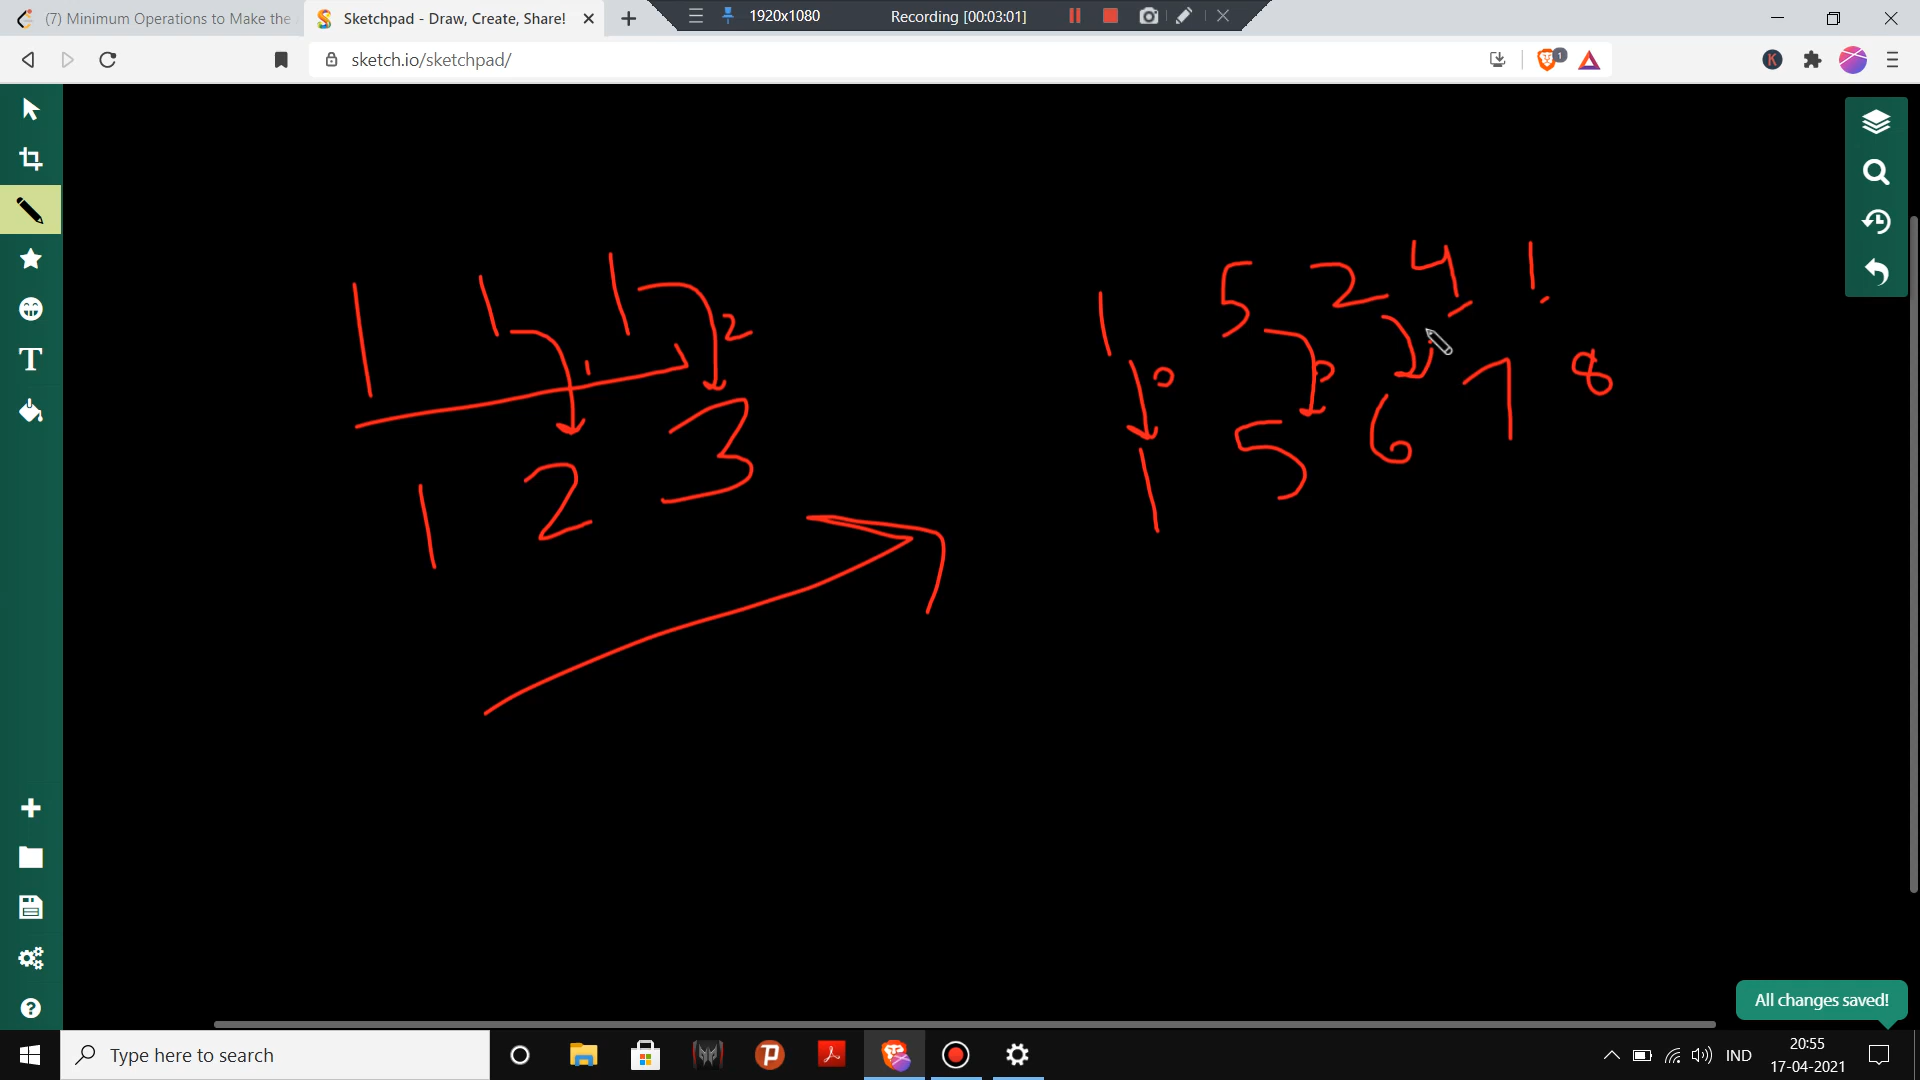 (7) Minimum Operations to Make the
Sketchpad - Draw, Create, Share!
1920x1080
Recording [00:03:01]
sketch.io/sketchpad/
K
1
T
1 1 1
1 2
1 2 3
1 5 2 4 1
0 0
1 5 6 7 8
All changes saved!
Type here to search
IND
20:55
17-04-2021